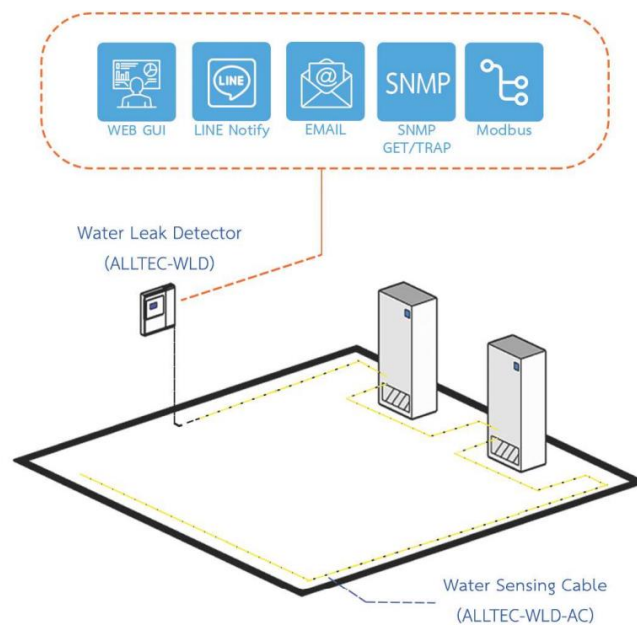 LINE
@
SNMP
WEB GUI
LINE Notify
EMAIL
SNMP
GET/TRAP
Modbus
Water Leak Detector
(ALLTEC-WLD)
Water Sensing Cable
(ALLTEC-WLD-AC)